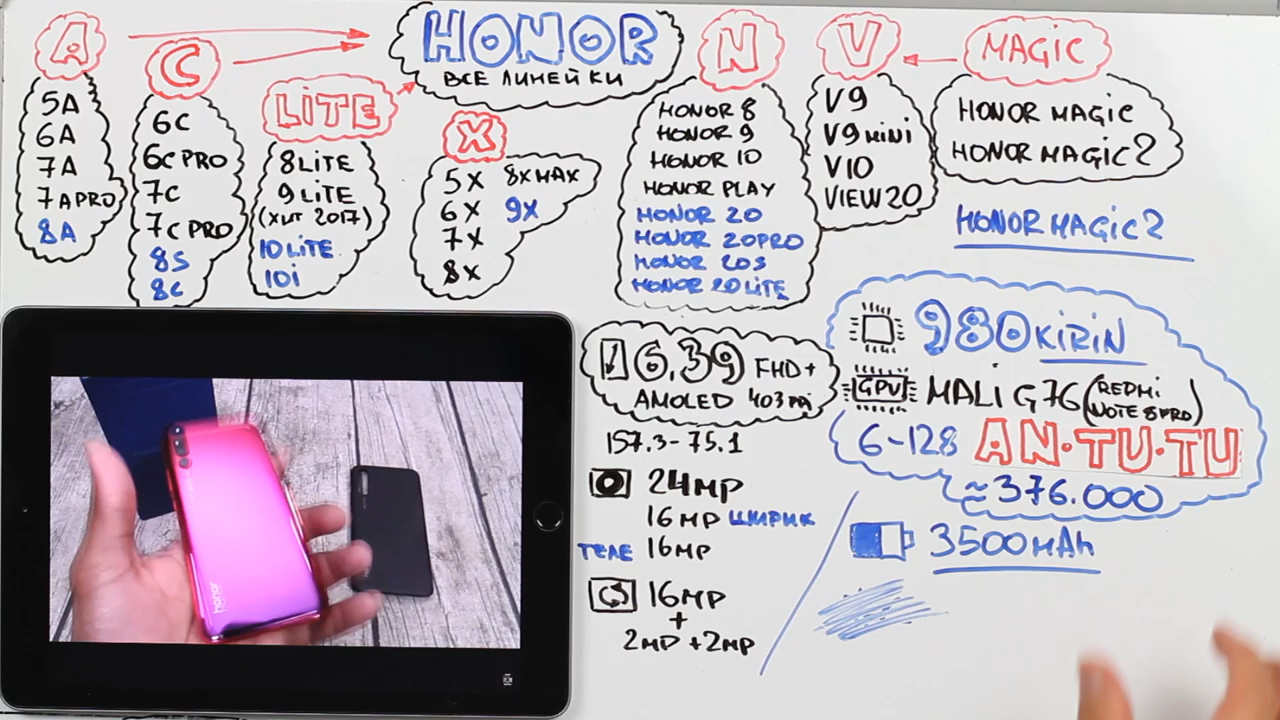 A
5A
6A
7A
7A PRO
8A
C
6C
6C PRO
7C
7C PRO
8S
8C
LiTE
8 LiTE
9 LiTE
(ХИТ 2017)
10 LiTE
10i
HONOR
ВСЕ ЛИНЕЙКИ
X
5X 8X MAX
6X 9X
7X
8X
N
HONOR 8
HONOR 9
HONOR 10
HONOR PLAY
HONOR 20
HONOR 20 PRO
HONOR 20S
HONOR 20 LiTE
V
V9
V9 MiNi
V10
VIEW 20
MAGiC
HONOR MAGIC
HONOR MAGIC 2
HONOR MAGIC 2
6,39 FHD+
AMOLED 403 PPi
157.3-75.1
24MP
16MP ШИРИК
ТЕЛЕ 16MP
16MP
+
2MP+2MP
980 KiRiN
GPU MALi G76 (REDMi NOTE 8 PRO)
6-128 AN·TU·TU
≈376.000
3500MAh
honor